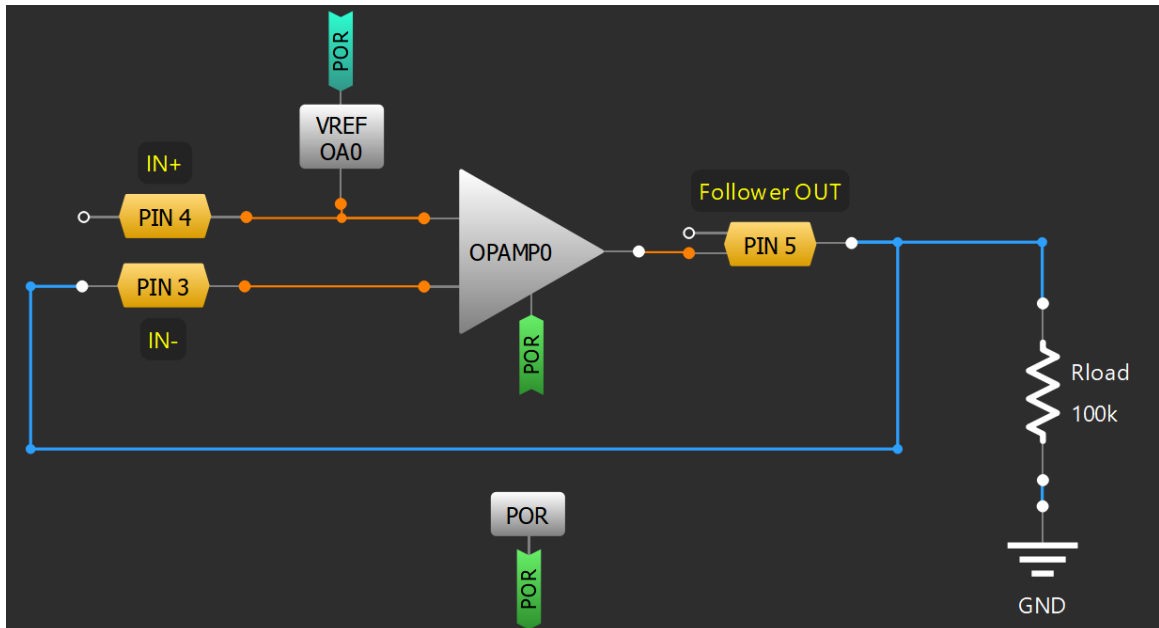 POR
VREF
OA0
IN+
PIN 4
Follower OUT
OPAMP0
PIN 5
PIN 3
IN-
POR
Rload
100k
POR
POR
GND